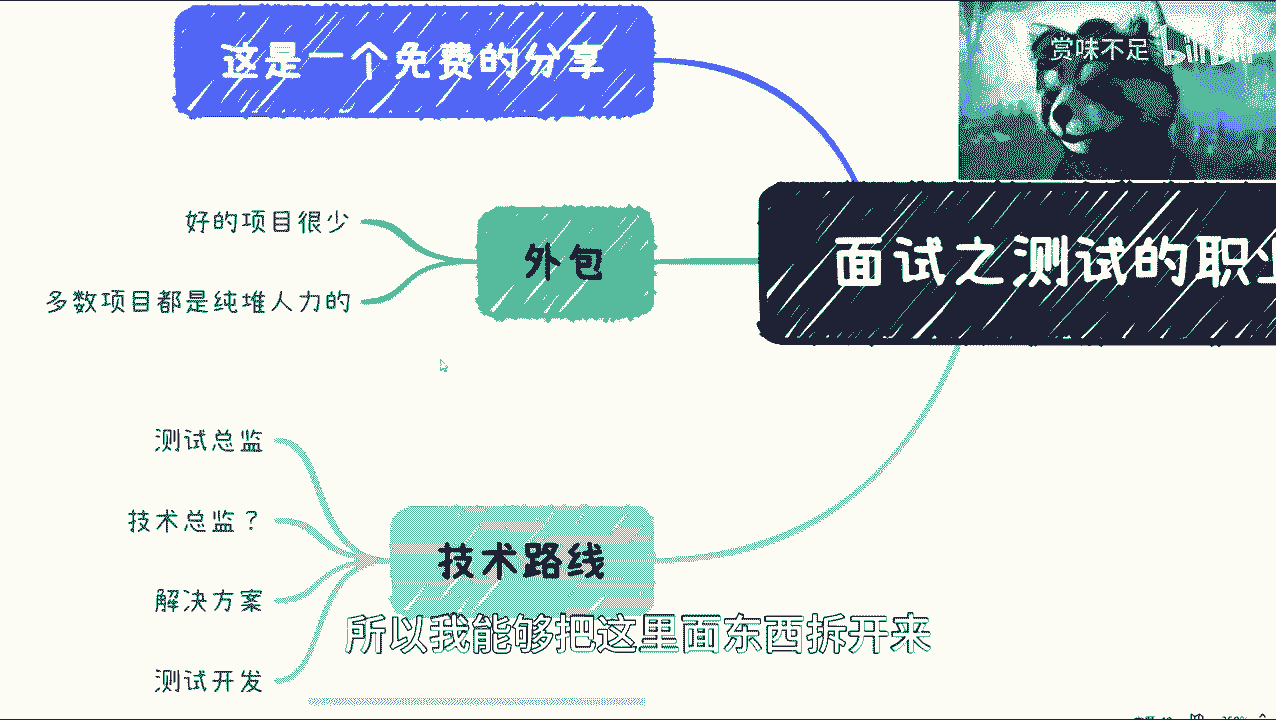 这是一个免费的分享
赏味不足 bilibili
好的项目很少
外包
面试之测试的职
多数项目都是纯堆人力的
测试总监
技术总监？
技术路线
解决方案
所以我能够把这里面东西拆开来
测试开发